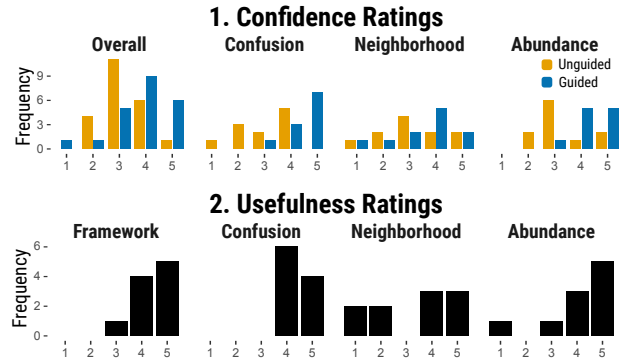 1. Confidence Ratings
Overall Confusion Neighborhood Abundance
Unguided
Guided
Frequency
9
6
3
0
1 2 3 4 5 1 2 3 4 5 1 2 3 4 5 1 2 3 4 5
2. Usefulness Ratings
Framework Confusion Neighborhood Abundance
Frequency
6
4
2
0
1 2 3 4 5 1 2 3 4 5 1 2 3 4 5 1 2 3 4 5